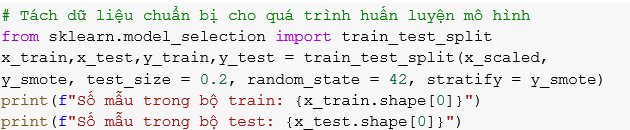 # Tách dữ liệu chuẩn bị cho quá trình huấn luyện mô hình
from sklearn.model_selection import train_test_split
x_train,x_test,y_train,y_test = train_test_split(x_scaled,
y_smote, test_size = 0.2, random_state = 42, stratify = y_smote)
print(f"Số mẫu trong bộ train: {x_train.shape[0]}")
print(f"Số mẫu trong bộ test: {x_test.shape[0]}")